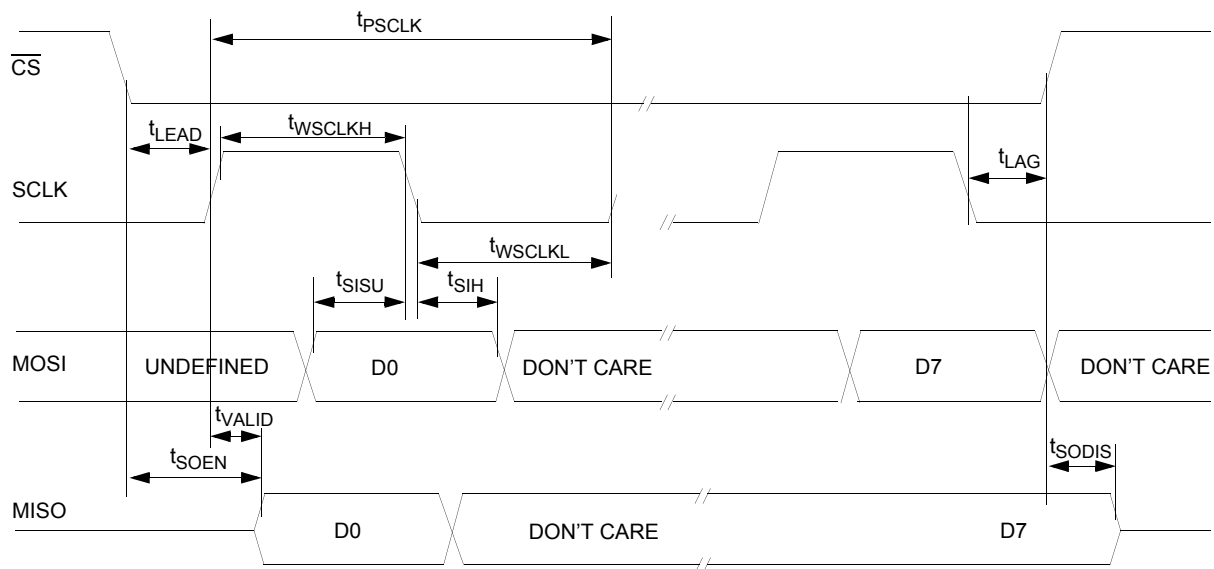 tPSCLK
CS
tLEAD
tWSCLKH
tLAG
SCLK
tWSCLKL
tSISU
tSIH
MOSI
UNDEFINED
D0
DON'T CARE
D7
DON'T CARE
tVALID
tSOEN
tSODIS
MISO
D0
DON'T CARE
D7